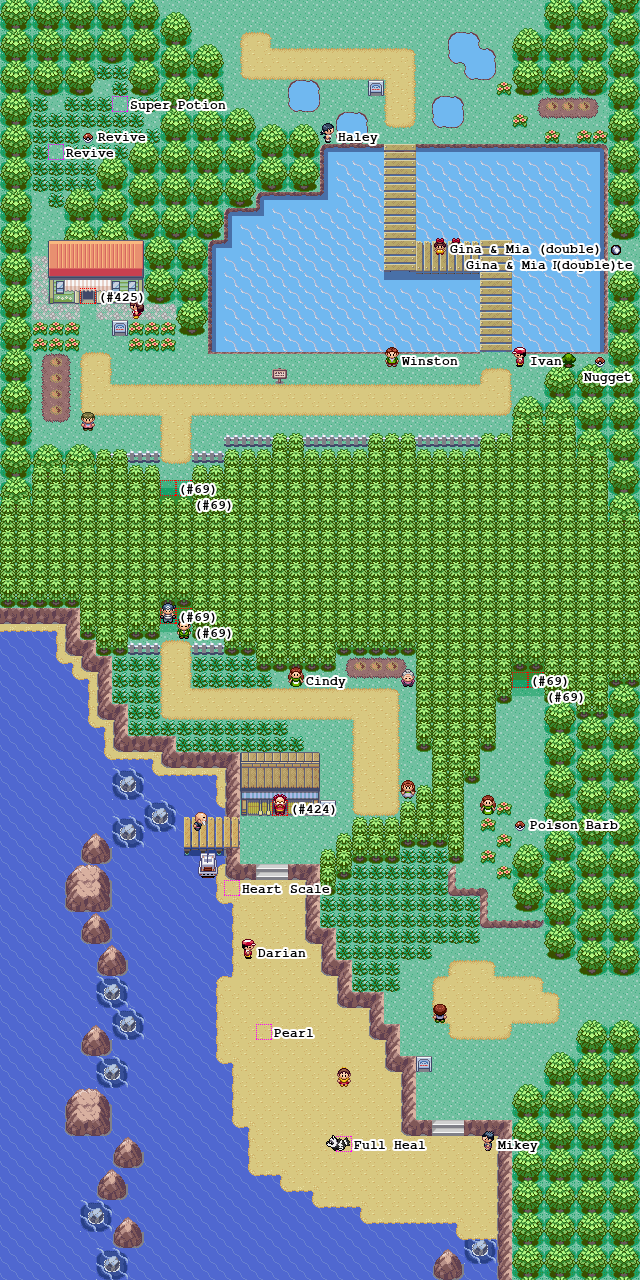 Super Potion
Revive
Haley
Revive
Gina & Mia (double)
Gina & Mia (double)te
(#425)
Winston
Ivan
Nugget
(#69)
(#69)
(#69)
(#69)
Cindy
(#69)
(#69)
(#424)
Poison Barb
Heart Scale
Darian
Pearl
Full Heal
Mikey